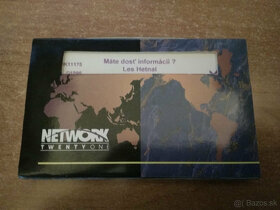 Máte dosť informácií ?
Les Hetnal
NETWORK
TWENTYONE
Bazos.sk